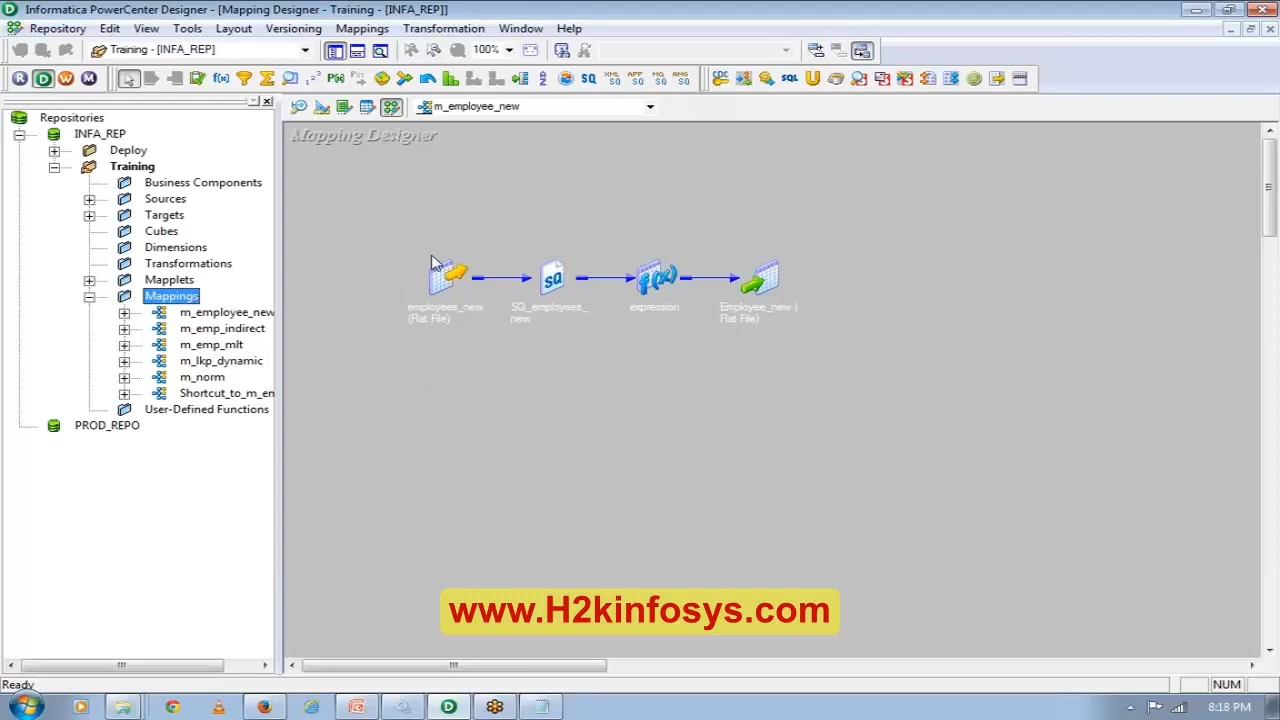 Informatica PowerCenter Designer - [Mapping Designer - Training - [INFA_REP]]
Repository Edit View Tools Layout Versioning Mappings Transformation Window Help
Training - [INFA_REP]
100%
m_employee_new
Mapping Designer
Repositories
INFA_REP
Deploy
Training
Business Components
Sources
Targets
Cubes
Dimensions
Transformations
Mapplets
Mappings
m_employee_new
m_emp_indirect
m_emp_mlt
m_lkp_dynamic
m_norm
Shortcut_to_m_en
User-Defined Functions
PROD_REPO
employees_new
(Flat File)
SQ_employees_
new
expression
Employee_new (
Flat File)
www.H2kinfosys.com
Ready
NUM
8:18 PM